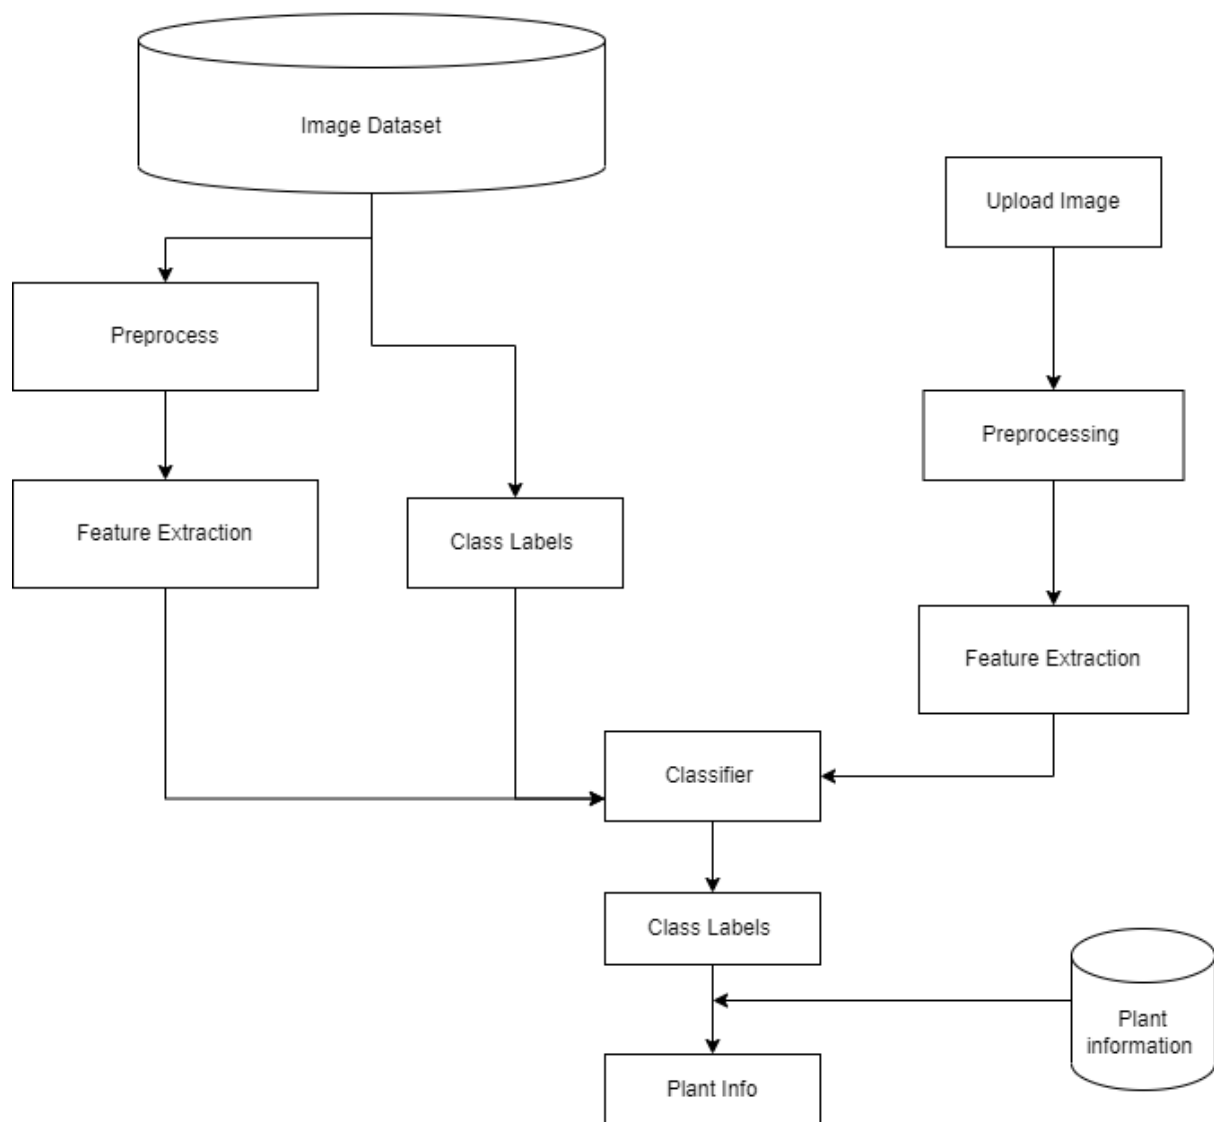 Image Dataset
Upload Image
Preprocess
Preprocessing
Feature Extraction
Class Labels
Feature Extraction
Classifier
Class Labels
Plant
information
Plant Info